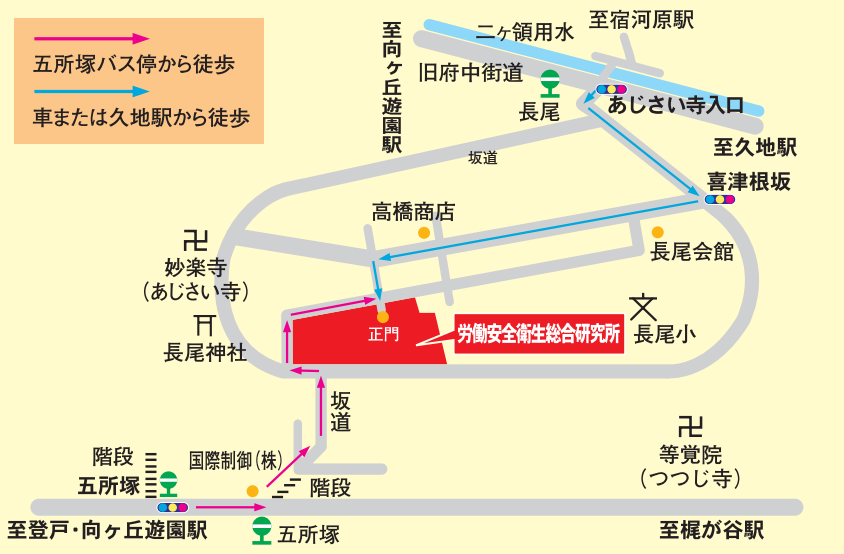 五所塚バス停から徒歩
車または久地駅から徒歩
至向ヶ丘遊園駅
二ヶ領用水
至宿河原駅
旧府中街道
長尾
あじさい寺入口
至久地駅
坂道
喜津根坂
高橋商店
長尾会館
妙楽寺
(あじさい寺)
長尾神社
正門
労働安全衛生総合研究所
長尾小
坂道
国際制御(株)
階段
五所塚
階段
等覚院
(つつじ寺)
至登戸・向ヶ丘遊園駅
五所塚
至梶が谷駅